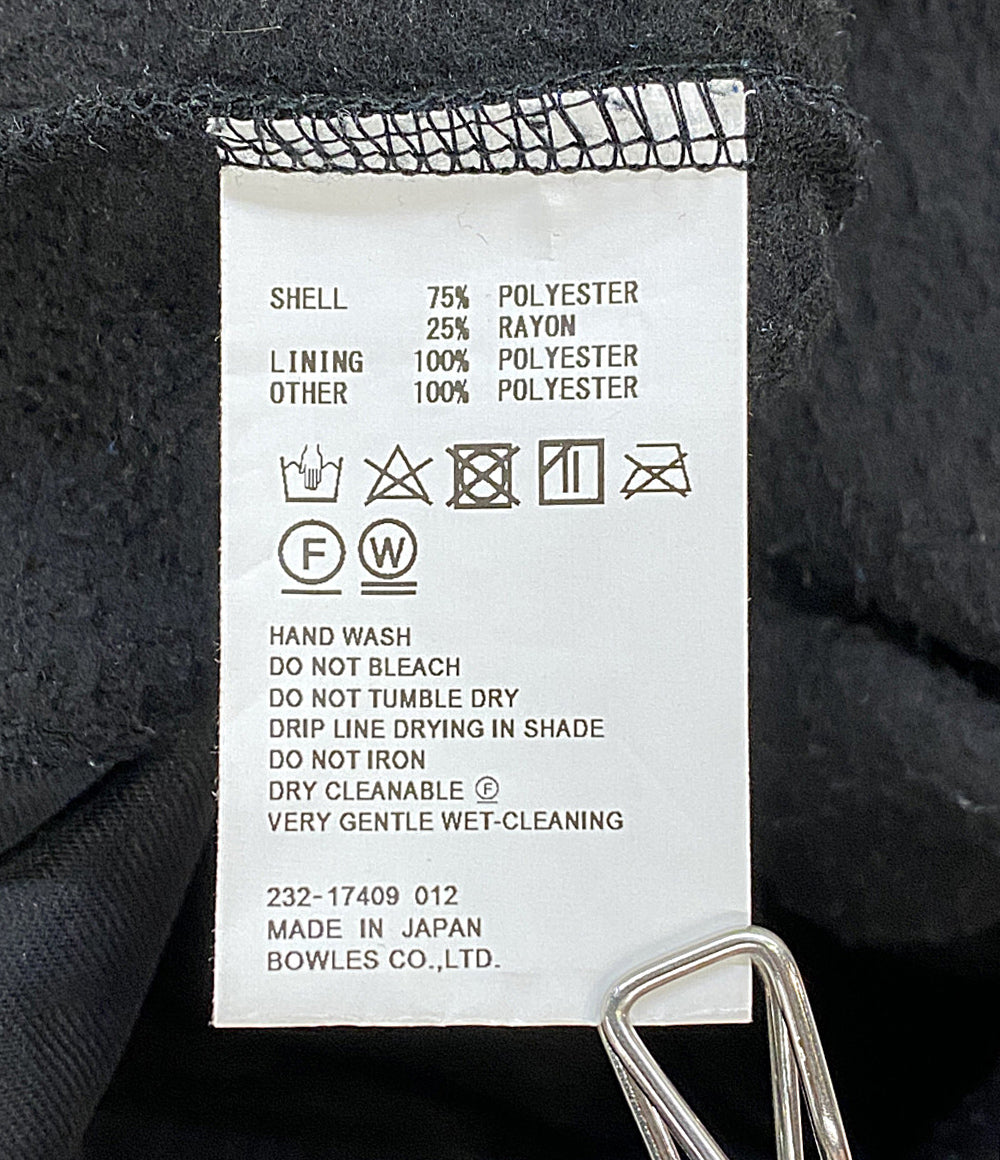 SHELL 75% POLYESTER
25% RAYON
LINING 100% POLYESTER
OTHER 100% POLYESTER
F W
HAND WASH
DO NOT BLEACH
DO NOT TUMBLE DRY
DRIP LINE DRYING IN SHADE
DO NOT IRON
DRY CLEANABLE Ⓕ
VERY GENTLE WET-CLEANING
232-17409 012
MADE IN JAPAN
BOWLES CO.,LTD.